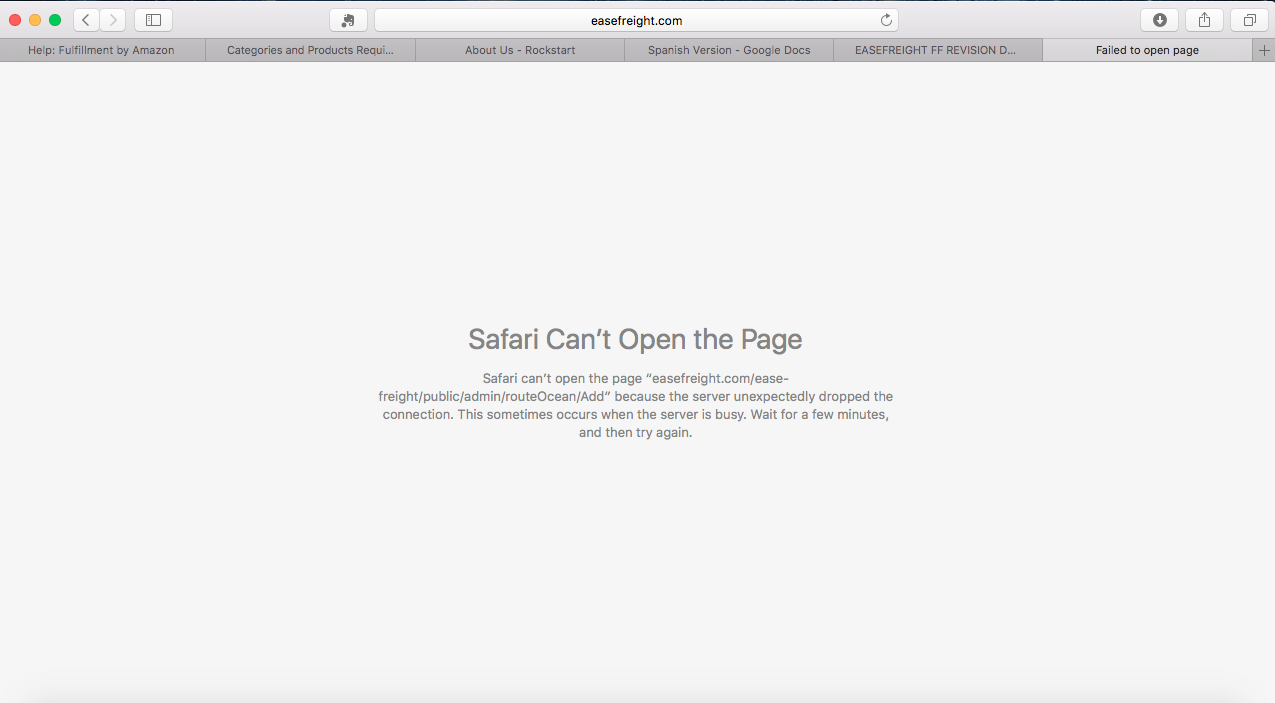 easefreight.com
Help: Fulfillment by Amazon
Categories and Products Requi...
About Us - Rockstart
Spanish Version - Google Docs
EASEFREIGHT FF REVISION D...
Failed to open page
Safari Can’t Open the Page
Safari can’t open the page “easefreight.com/ease-
freight/public/admin/routeOcean/Add” because the server unexpectedly dropped the
connection. This sometimes occurs when the server is busy. Wait for a few minutes,
and then try again.